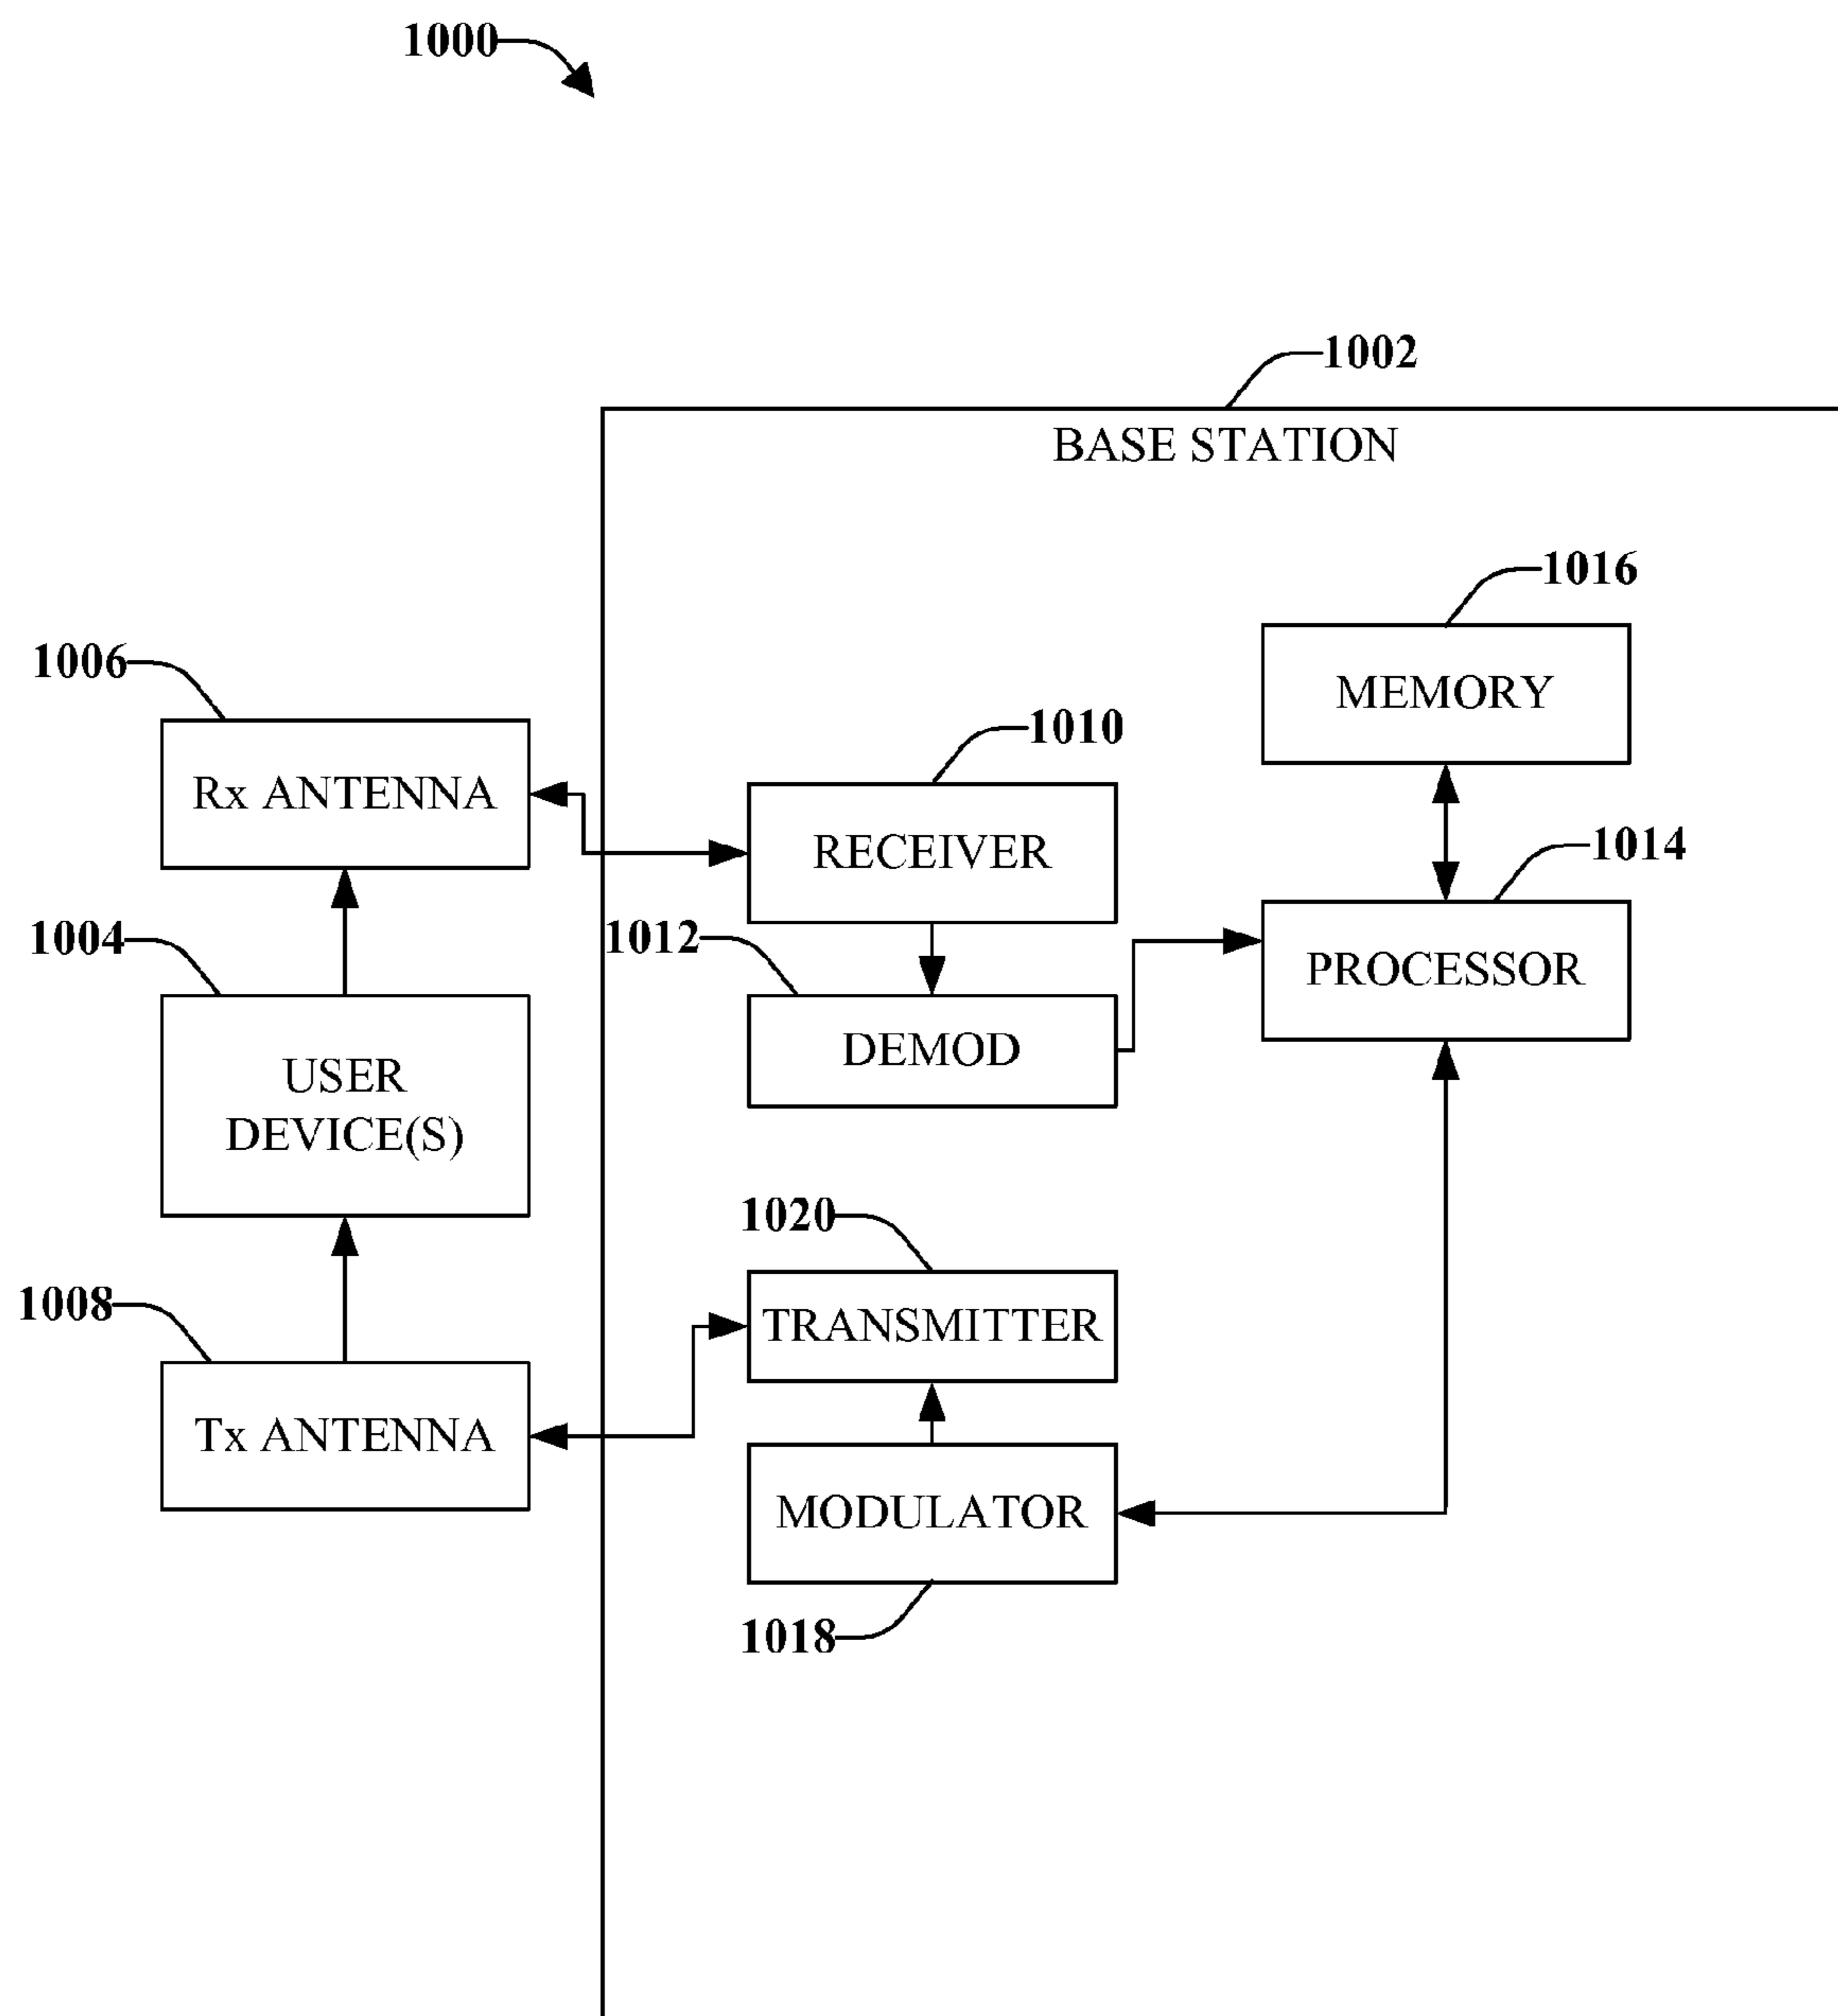 1000
1002
BASE STATION
1016
MEMORY
1006
Rx ANTENNA
1010
RECEIVER
1014
PROCESSOR
1004
USER
DEVICE(S)
1012
DEMOD
1020
TRANSMITTER
1008
Tx ANTENNA
MODULATOR
1018